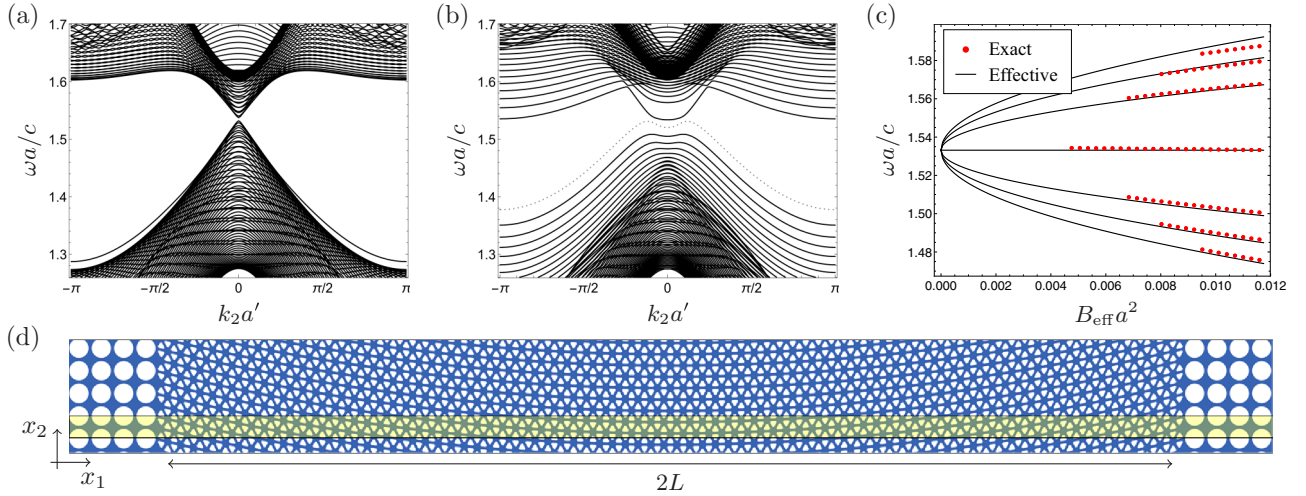 (a)
1.7
1.6
1.5
1.4
1.3
ωa/c
−π
−π/2
0
π/2
π
k₂a′
(b)
1.7
1.6
1.5
1.4
1.3
ωa/c
−π
−π/2
0
π/2
π
k₂a′
(c)
Exact
Effective
1.58
1.56
1.54
1.52
1.50
1.48
ωa/c
0.000 0.002 0.004 0.006 0.008 0.010 0.012
B_eff a²
(d)
x₂
x₁
2L